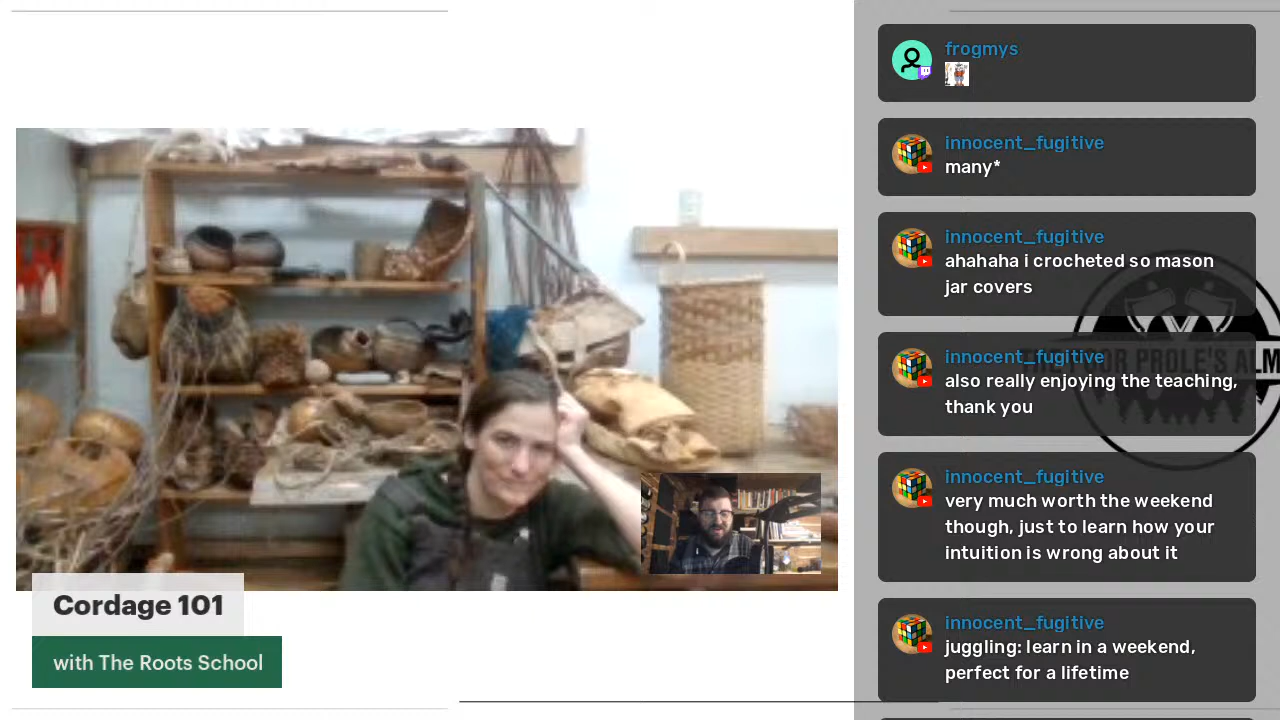 frogmys
innocent_fugitive
many*
innocent_fugitive
ahahaha i crocheted so mason
jar covers
innocent_fugitive
also really enjoying the teaching,
thank you
innocent_fugitive
very much worth the weekend
though, just to learn how your
intuition is wrong about it
innocent_fugitive
juggling: learn in a weekend,
perfect for a lifetime
Cordage 101
with The Roots School